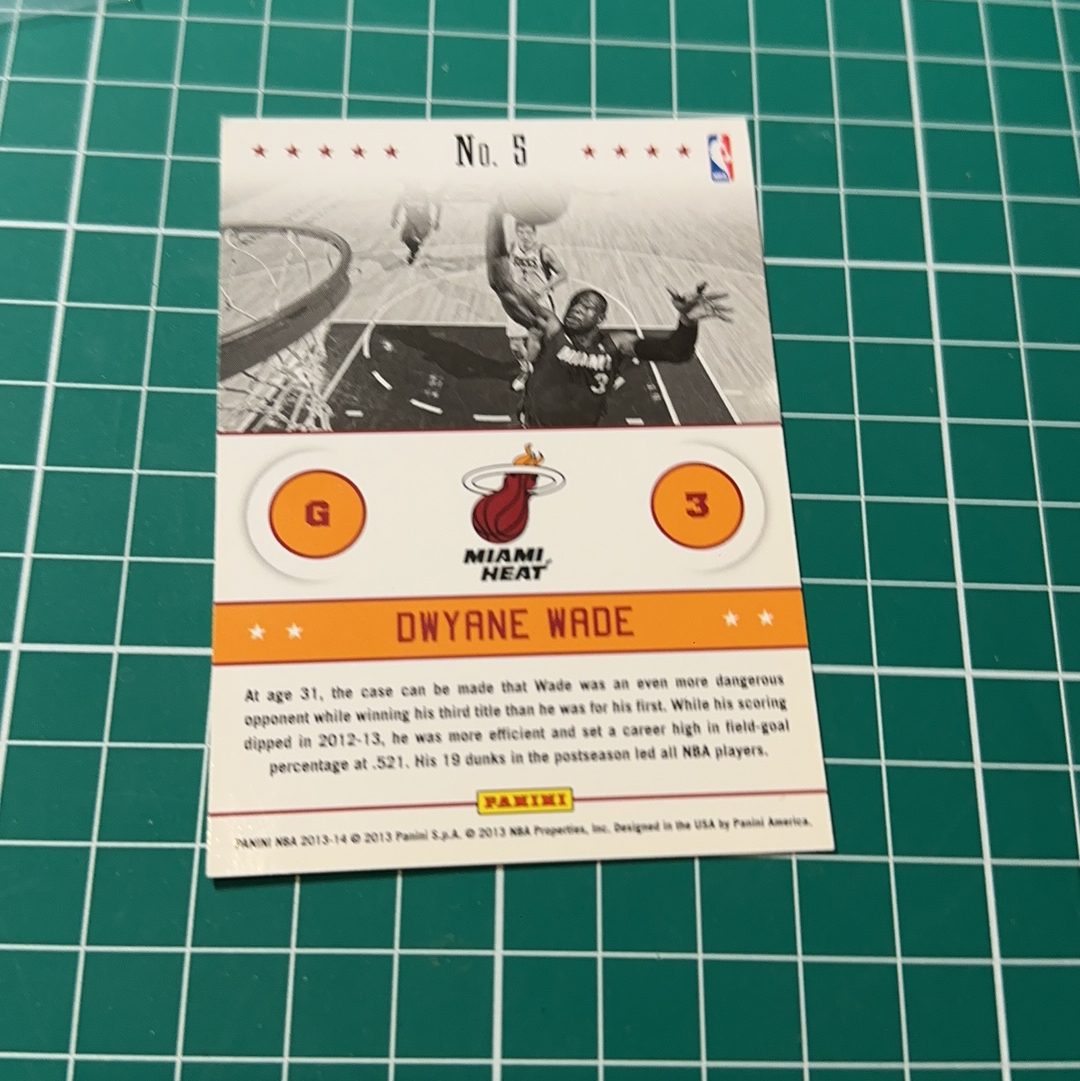 No. 5
MIAMI
3
G
3
MIAMI
HEAT
DWYANE WADE
At age 31, the case can be made that Wade was an even more dangerous
opponent while winning his third title than he was for his first. While his scoring
dipped in 2012-13, he was more efficient and set a career high in field-goal
percentage at .521. His 19 dunks in the postseason led all NBA players.
PANINI
PANINI NBA 2013-14 © 2013 Panini S.p.A. © 2013 NBA Properties, Inc. Designed in the USA by Panini America.